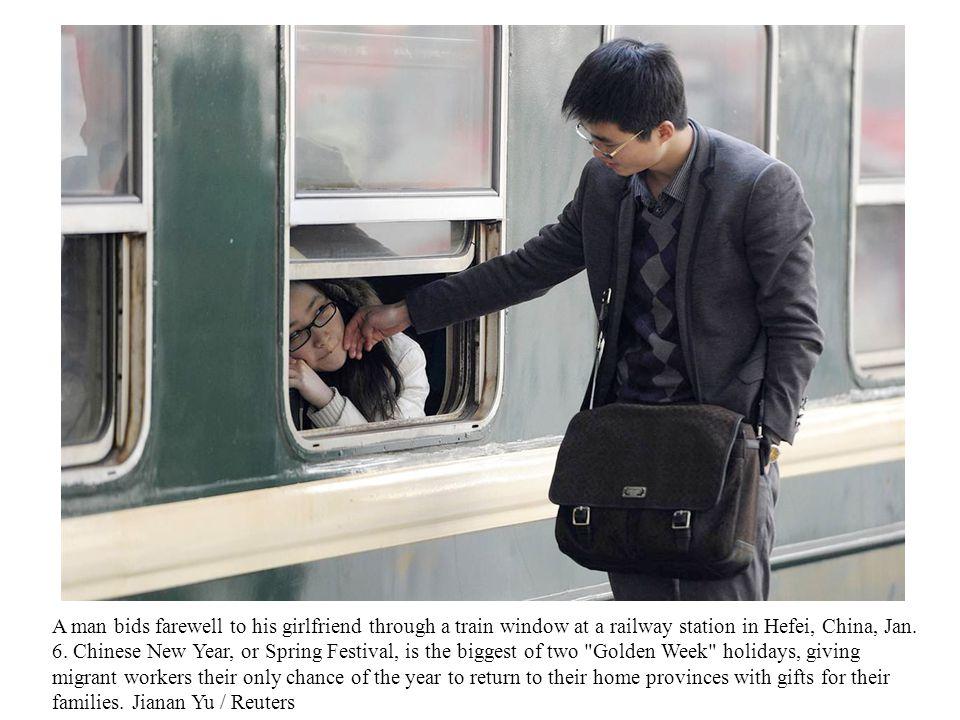 A man bids farewell to his girlfriend through a train window at a railway station in Hefei, China, Jan.
6. Chinese New Year, or Spring Festival, is the biggest of two "Golden Week" holidays, giving
migrant workers their only chance of the year to return to their home provinces with gifts for their
families. Jianan Yu / Reuters